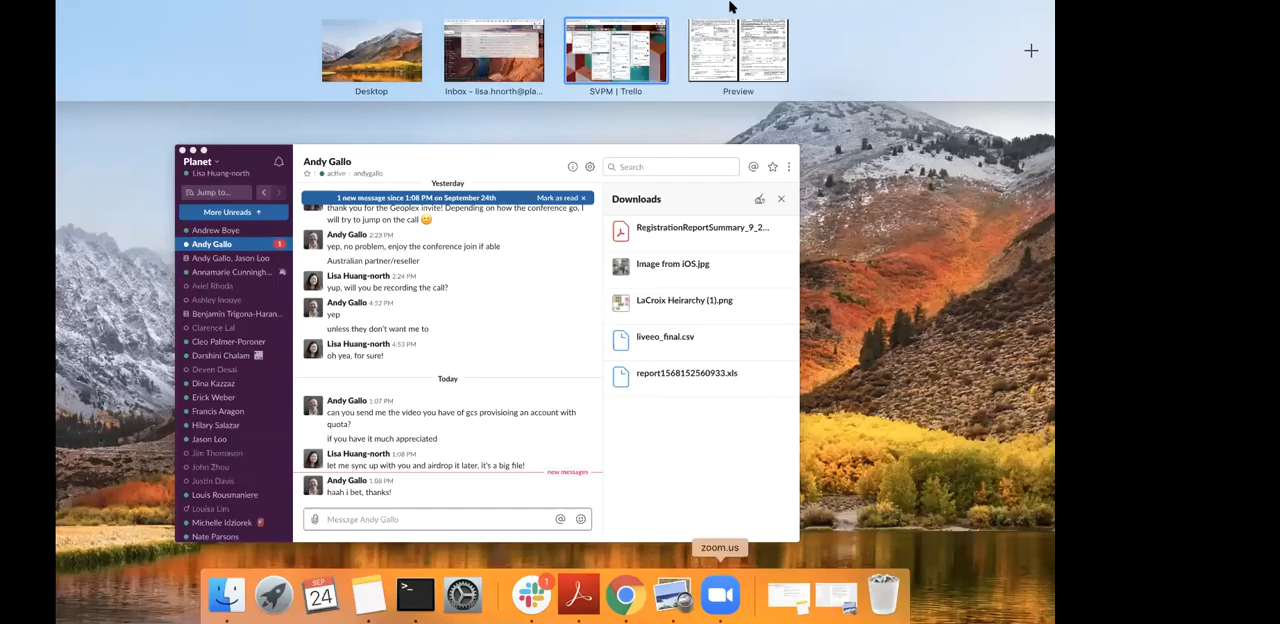 Desktop
Inbox - lisa.hnorth@pla...
SVPM | Trello
Preview
Planet
Lisa Huang-north
Jump to...
More Unreads ↑
Andrew Boye
Andy Gallo 1
Andy Gallo, Jason Loo
Annamarie Cunningh...
Ariel Rhoda
Ashley Inouye
Benjamin Trigona-Haran...
Clarence Lal
Cleo Palmer-Poroner
Darshini Chalam
Deven Desai
Dina Kazzaz
Erick Weber
Francis Aragon
Hilary Salazar
Jason Loo
Jim Thomason
John Zhou
Justin Davis
Louis Rousmaniere
Louisa Lim
Michelle Idziorek
Nate Parsons
Andy Gallo
active | andygallo
Search
Yesterday
1 new message since 1:08 PM on September 24th Mark as read ×
thank you for the Geoplex invite! Depending on how the conference go, I
will try to jump on the call
Andy Gallo 2:23 PM
yep, no problem, enjoy the conference join if able
Australian partner/reseller
Lisa Huang-north 2:24 PM
yup, will you be recording the call?
Andy Gallo 4:52 PM
yep
unless they don't want me to
Lisa Huang-north 4:53 PM
oh yea, for sure!
Today
Andy Gallo 1:07 PM
can you send me the video you have of gcs provisioing an account with
quota?
if you have it much appreciated
Lisa Huang-north 1:08 PM
let me sync up with you and airdrop it later, it's a big file!
new messages
Andy Gallo 1:08 PM
haah i bet, thanks!
Message Andy Gallo
Downloads
RegistrationReportSummary_9_2...
Image from iOS.jpg
LaCroix Heirarchy (1).png
liveeo_final.csv
report1568152560933.xls
zoom.us
SEP
24
1